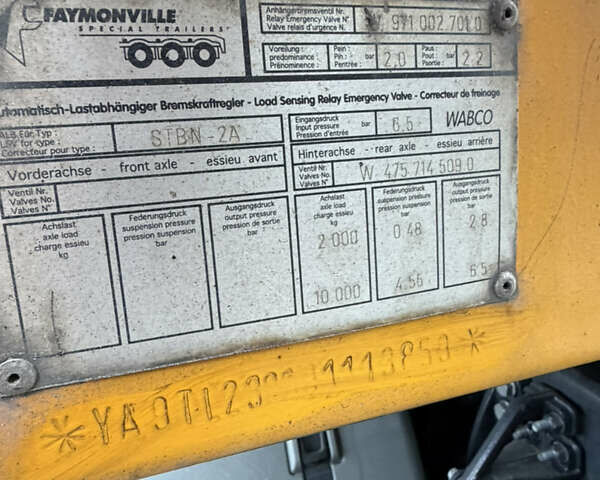 FAYMONVILLE
SPECIAL TRAILERS
Anhängerbremsventil Nr.
Relay Emergency Valve N°
Valve relais d'urgence N.
971 002.701.0
Voreilung :
predominance :
Prénominence :
Pein :
Pin :
Pentrée :
bar
2,0
Paus :
Pout :
Psortie :
bar
2,2
Automatisch-Lastabhängiger Bremskraftregler - Load Sensing Relay Emergency Valve - Correcteur de freinage
ALB Für Typ :
LSV for type :
Correcteur pour type :
STBN -2A
Eingangsdruck
Input pressure
Pression d'entrée
bar
6.5
WABCO
Vorderachse - front axle - essieu avant
Hinterachse - rear axle - essieu arrière
Ventil Nr.
Valves No.
Valves N°
Ventil Nr.
Valves No.
Valves N°
W 475 714 509 0
Achslast
axle load
charge essieu
kg
Federungsdruck
suspension pressure
pression suspension
bar
Ausgangsdruck
output pressure
pression de sortie
bar
Achslast
axle load
charge essieu
kg
Federungsdruck
suspension pressure
pression suspension
bar
Ausgangsdruck
output pressure
pression de sortie
bar
2.000
0.48
2.8
10.000
4.56
6.5